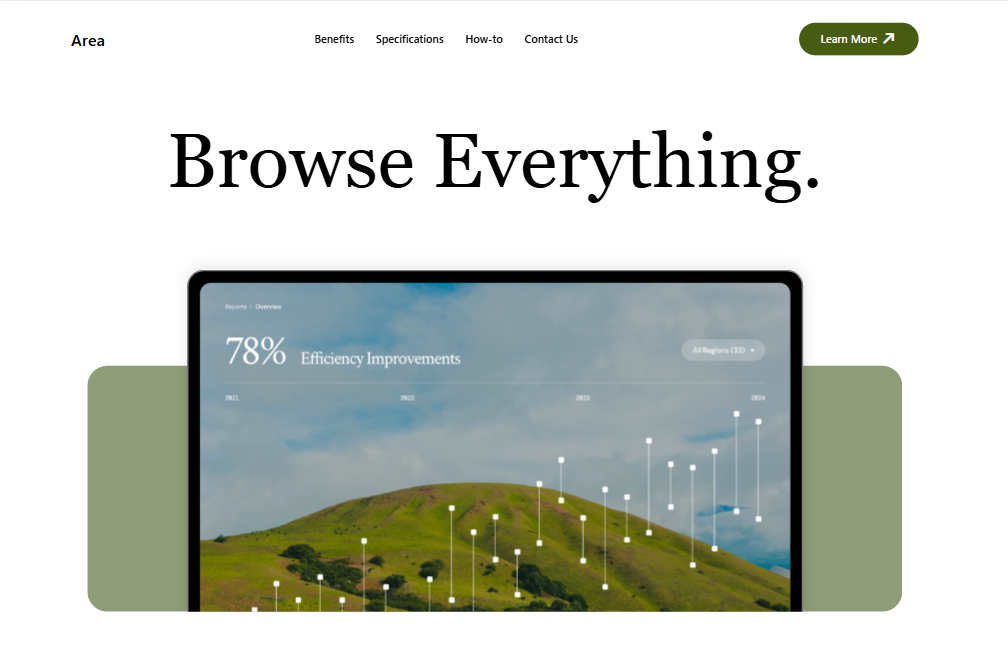 Area
Benefits Specifications How-to Contact Us
Learn More
Browse Everything.
Reports / Overview
78% Efficiency Improvements
All Regions (33)
2021 2022 2023 2024